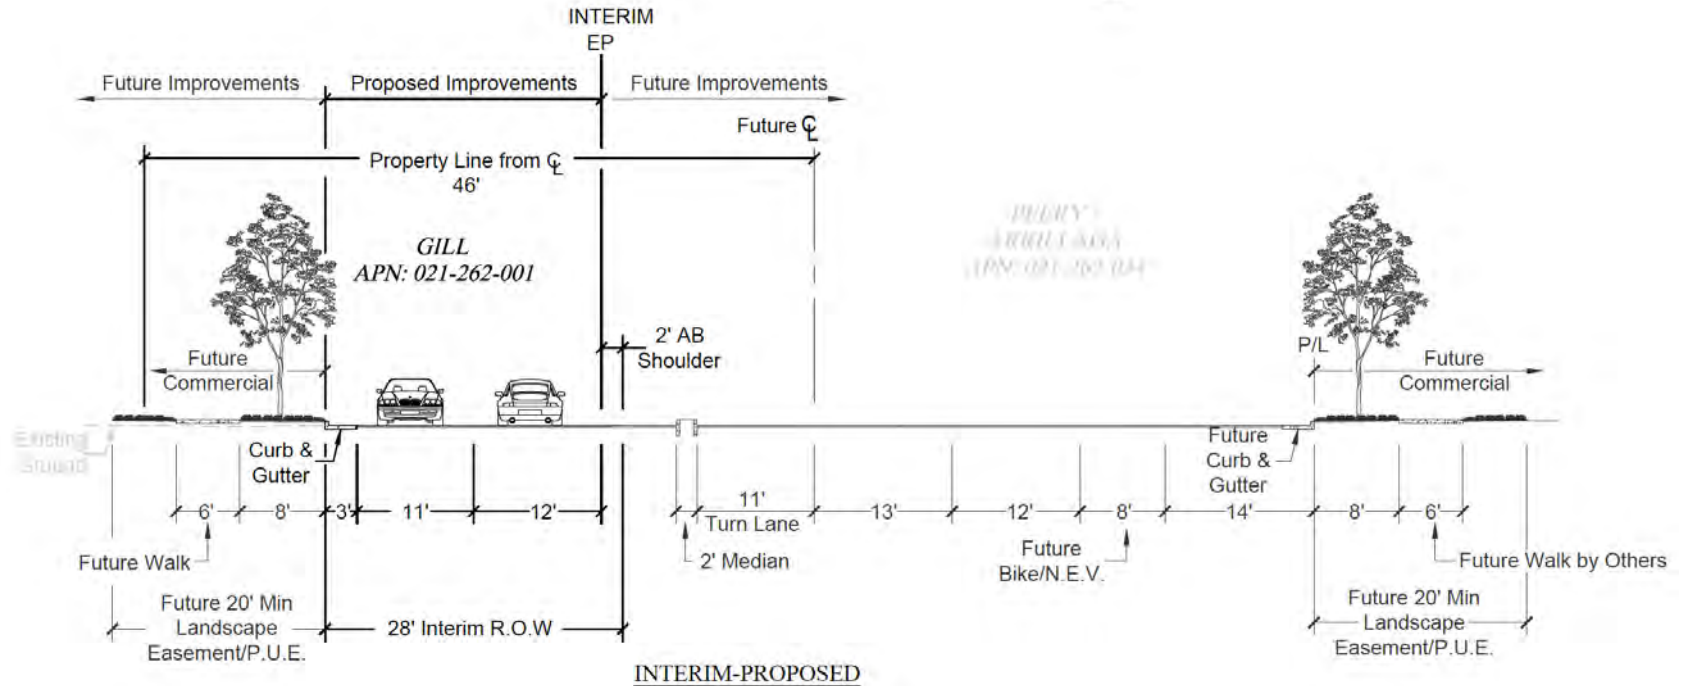 INTERIM
EP
Future Improvements
Proposed Improvements
Future Improvements
Future ℄
Property Line from ℄
46'
GILL
APN: 021-262-001
2' AB
Shoulder
P/L
Future
Commercial
Future
Commercial
Existing
Ground
Curb &
Gutter
Future
Curb &
Gutter
6'
8'
3'
11'
12'
11'
Turn Lane
13'
12'
8'
14'
8'
6'
Future Walk
2' Median
Future
Bike/N.E.V.
Future Walk by Others
Future 20' Min
Landscape
Easement/P.U.E.
28' Interim R.O.W
Future 20' Min
Landscape
Easement/P.U.E.
INTERIM-PROPOSED